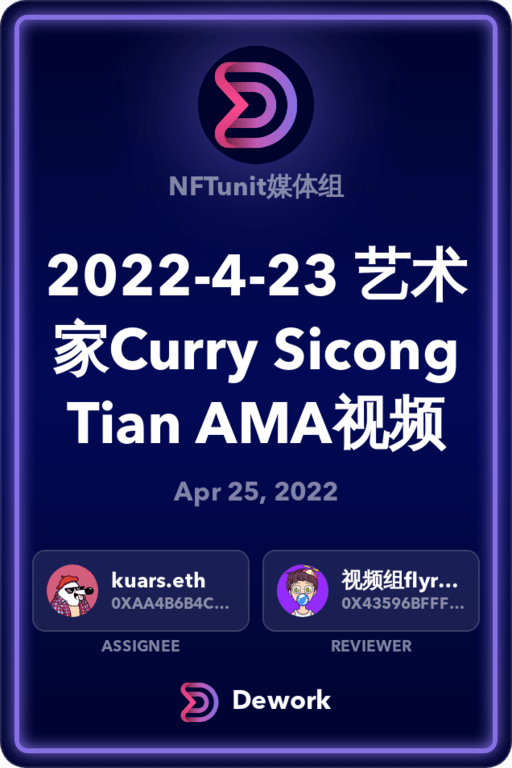 NFTunit媒体组
2022-4-23 艺术
家Curry Sicong
Tian AMA视频
Apr 25, 2022
kuars.eth
0XAA4B6B4C...
ASSIGNEE
视频组flyr...
0X43596BFFF...
REVIEWER
Dework